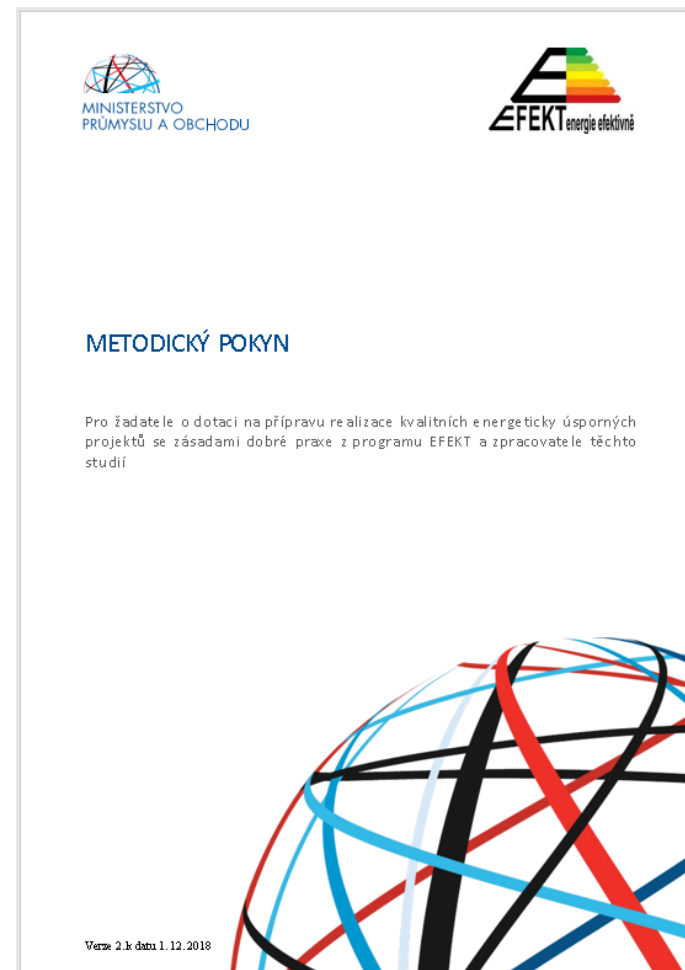 MINISTERSTVO
PRŮMYSLU A OBCHODU
EFEKT energie efektivně
METODICKÝ POKYN
Pro žadatele o dotaci na přípravu realizace kvalitních energeticky úsporných
projektů se zásadami dobré praxe z programu EFEKT a zpracovatele těchto
studií
Verze 2.k datu 1.12.2018